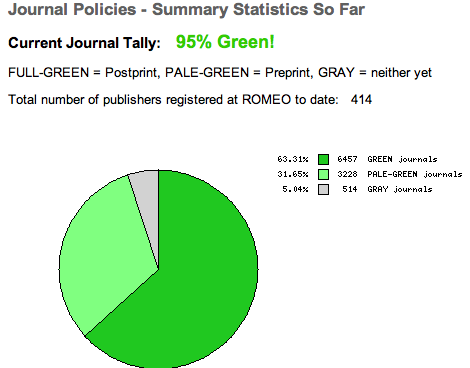 Journal Policies - Summary Statistics So Far
Current Journal Tally: 95% Green!
FULL-GREEN = Postprint, PALE-GREEN = Preprint, GRAY = neither yet
Total number of publishers registered at ROMEO to date: 414
63.31% 6457 GREEN journals
31.65% 3228 PALE-GREEN journals
5.04% 514 GRAY journals